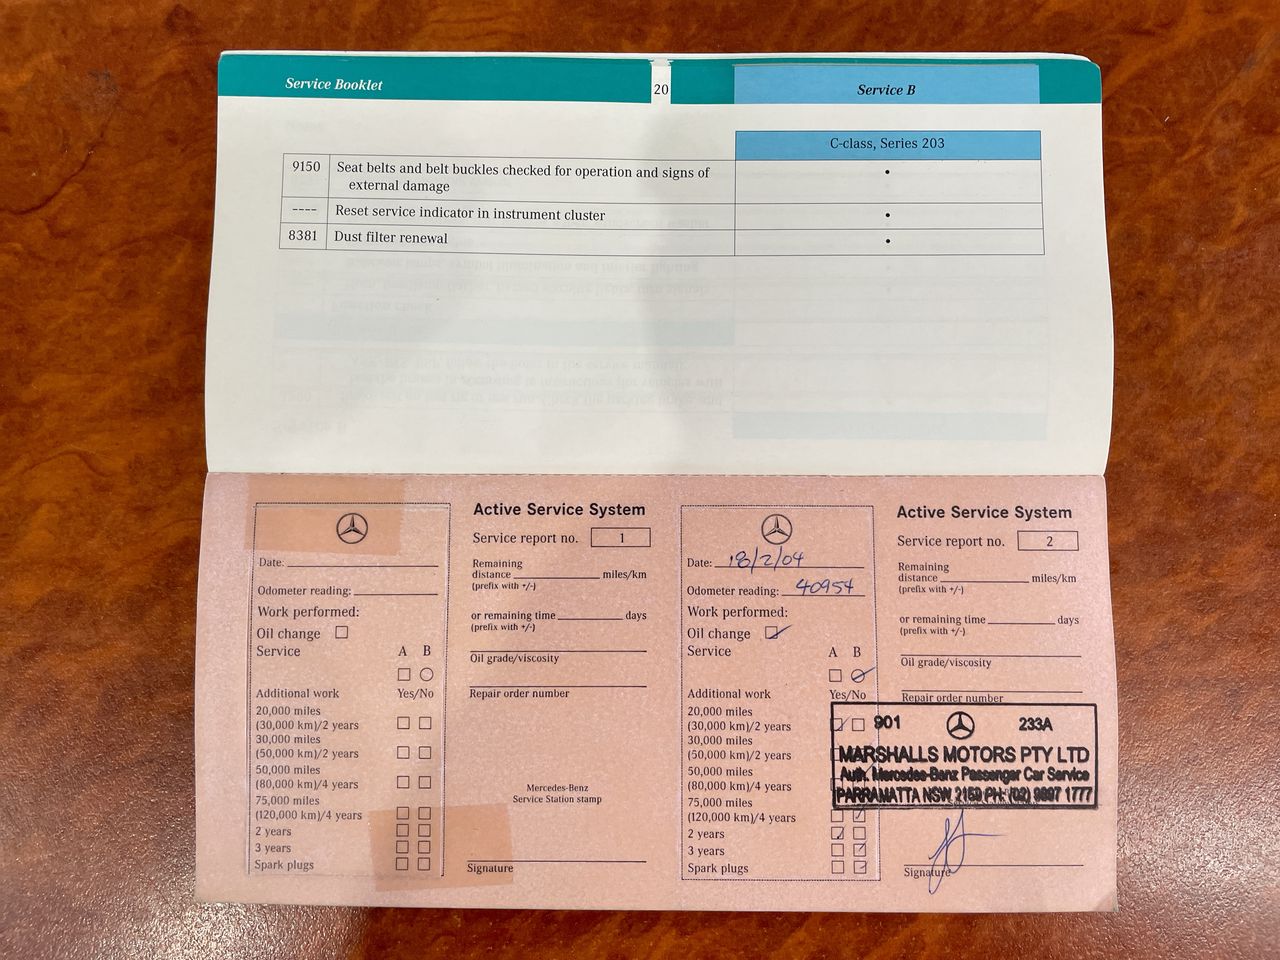 Service Booklet
20
Service B
C-class, Series 203
9150 Seat belts and belt buckles checked for operation and signs of
external damage
•
---- Reset service indicator in instrument cluster •
8381 Dust filter renewal •
Date:
Odometer reading:
Work performed:
Oil change
Service A B
Additional work Yes/No
20,000 miles
(30,000 km)/2 years
30,000 miles
(50,000 km)/2 years
50,000 miles
(80,000 km)/4 years
75,000 miles
(120,000 km)/4 years
2 years
3 years
Spark plugs
Active Service System
Service report no. 1
Remaining
distance miles/km
(prefix with +/-)
or remaining time days
(prefix with +/-)
Oil grade/viscosity
Repair order number
Mercedes-Benz
Service Station stamp
Signature
Date: 18/2/04
Odometer reading: 40954
Work performed:
Oil change
Service A B
Additional work Yes/No
20,000 miles
(30,000 km)/2 years
30,000 miles
(50,000 km)/2 years
50,000 miles
(80,000 km)/4 years
75,000 miles
(120,000 km)/4 years
2 years
3 years
Spark plugs
Active Service System
Service report no. 2
Remaining
distance miles/km
(prefix with +/-)
or remaining time days
(prefix with +/-)
Oil grade/viscosity
Repair order number
901 233A
MARSHALLS MOTORS PTY LTD
Auth. Mercedes-Benz Passenger Car Service
PARRAMATTA NSW 2150 PH: (02) 9897 1777
Signature